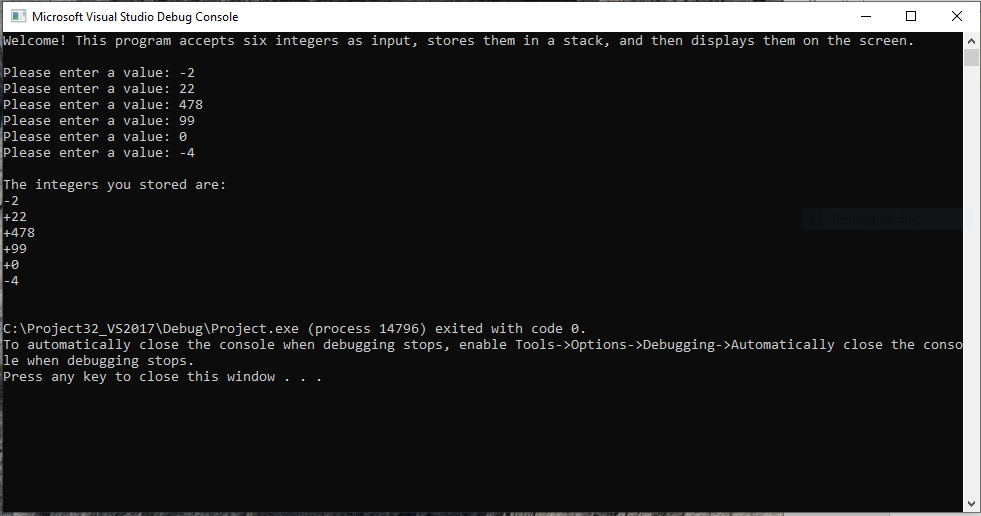 Microsoft Visual Studio Debug Console
Welcome! This program accepts six integers as input, stores them in a stack, and then displays them on the screen.
Please enter a value: -2
Please enter a value: 22
Please enter a value: 478
Please enter a value: 99
Please enter a value: 0
Please enter a value: -4
The integers you stored are:
-2
+22
+478
+99
+0
-4
Rectangular Snip
C:\Project32_VS2017\Debug\Project.exe (process 14796) exited with code 0.
To automatically close the console when debugging stops, enable Tools->Options->Debugging->Automatically close the conso
le when debugging stops.
Press any key to close this window . . .